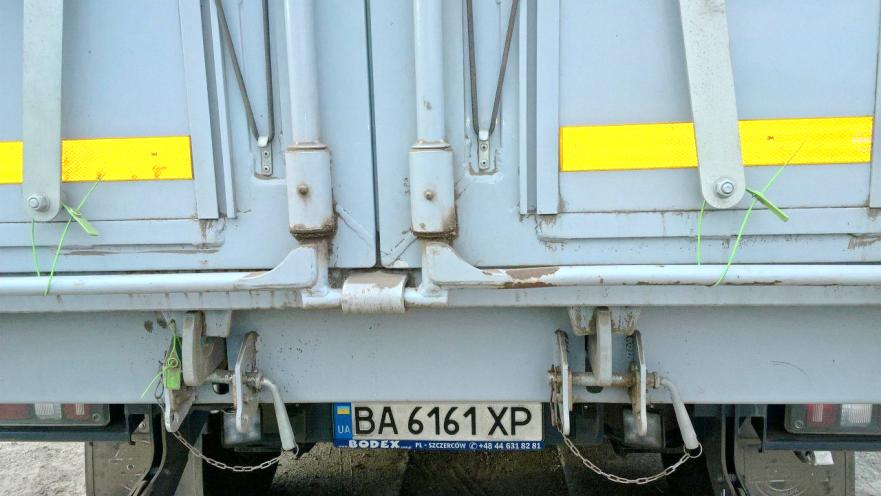 UA BA 6161 XP
BODEX PL - SZCZERCÓW ✆ +48 44 631 82 81